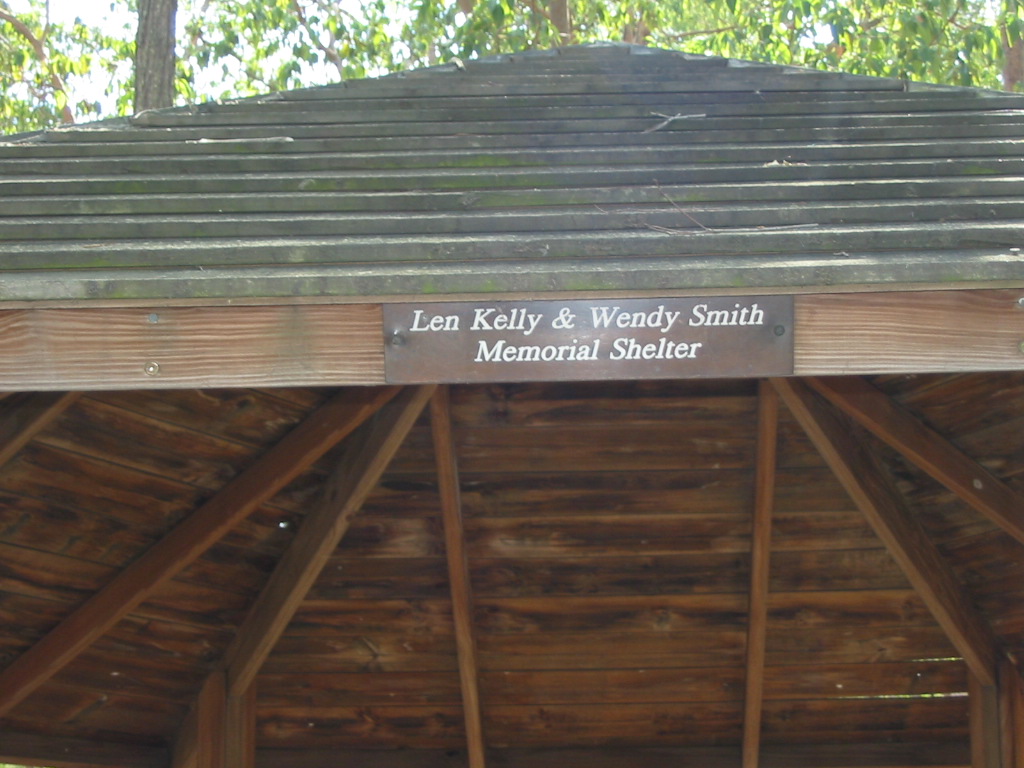 Len Kelly & Wendy Smith
Memorial Shelter